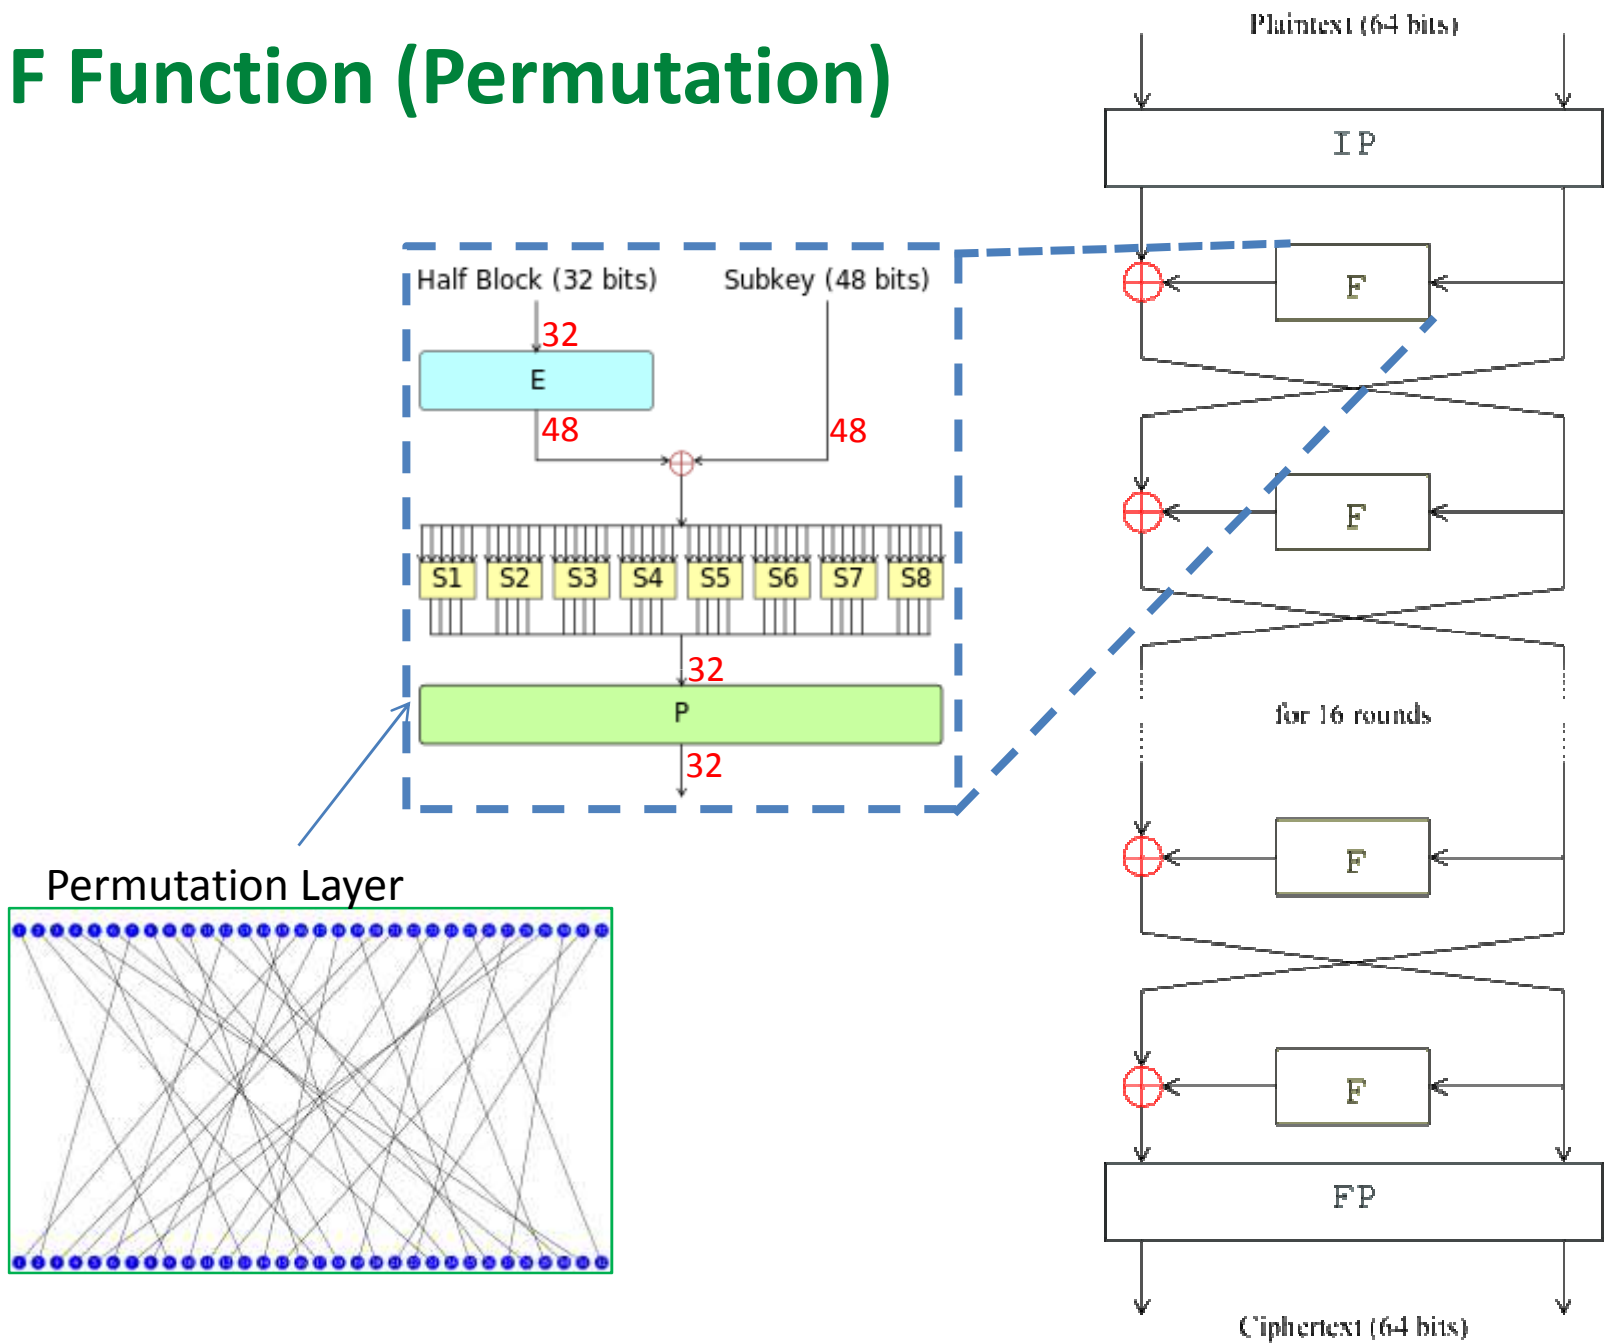 F Function (Permutation)
Plaintext (64 bits)
IP
Half Block (32 bits)
Subkey (48 bits)
F
32
E
48
48
F
S1 S2 S3 S4 S5 S6 S7 S8
32
P
for 16 rounds
32
F
Permutation Layer
F
FP
Ciphertext (64 bits)